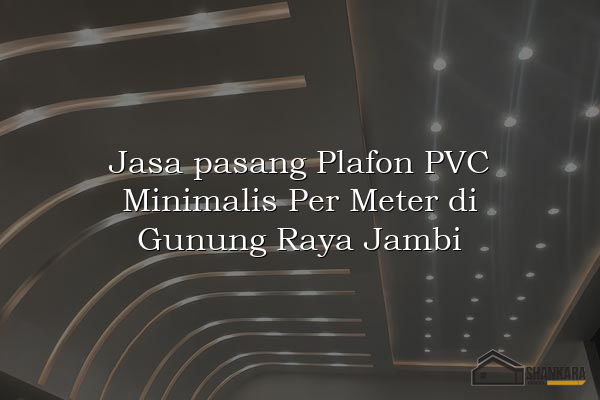 Jasa pasang Plafon PVC
Minimalis Per Meter di
Gunung Raya Jambi
SHANKARA